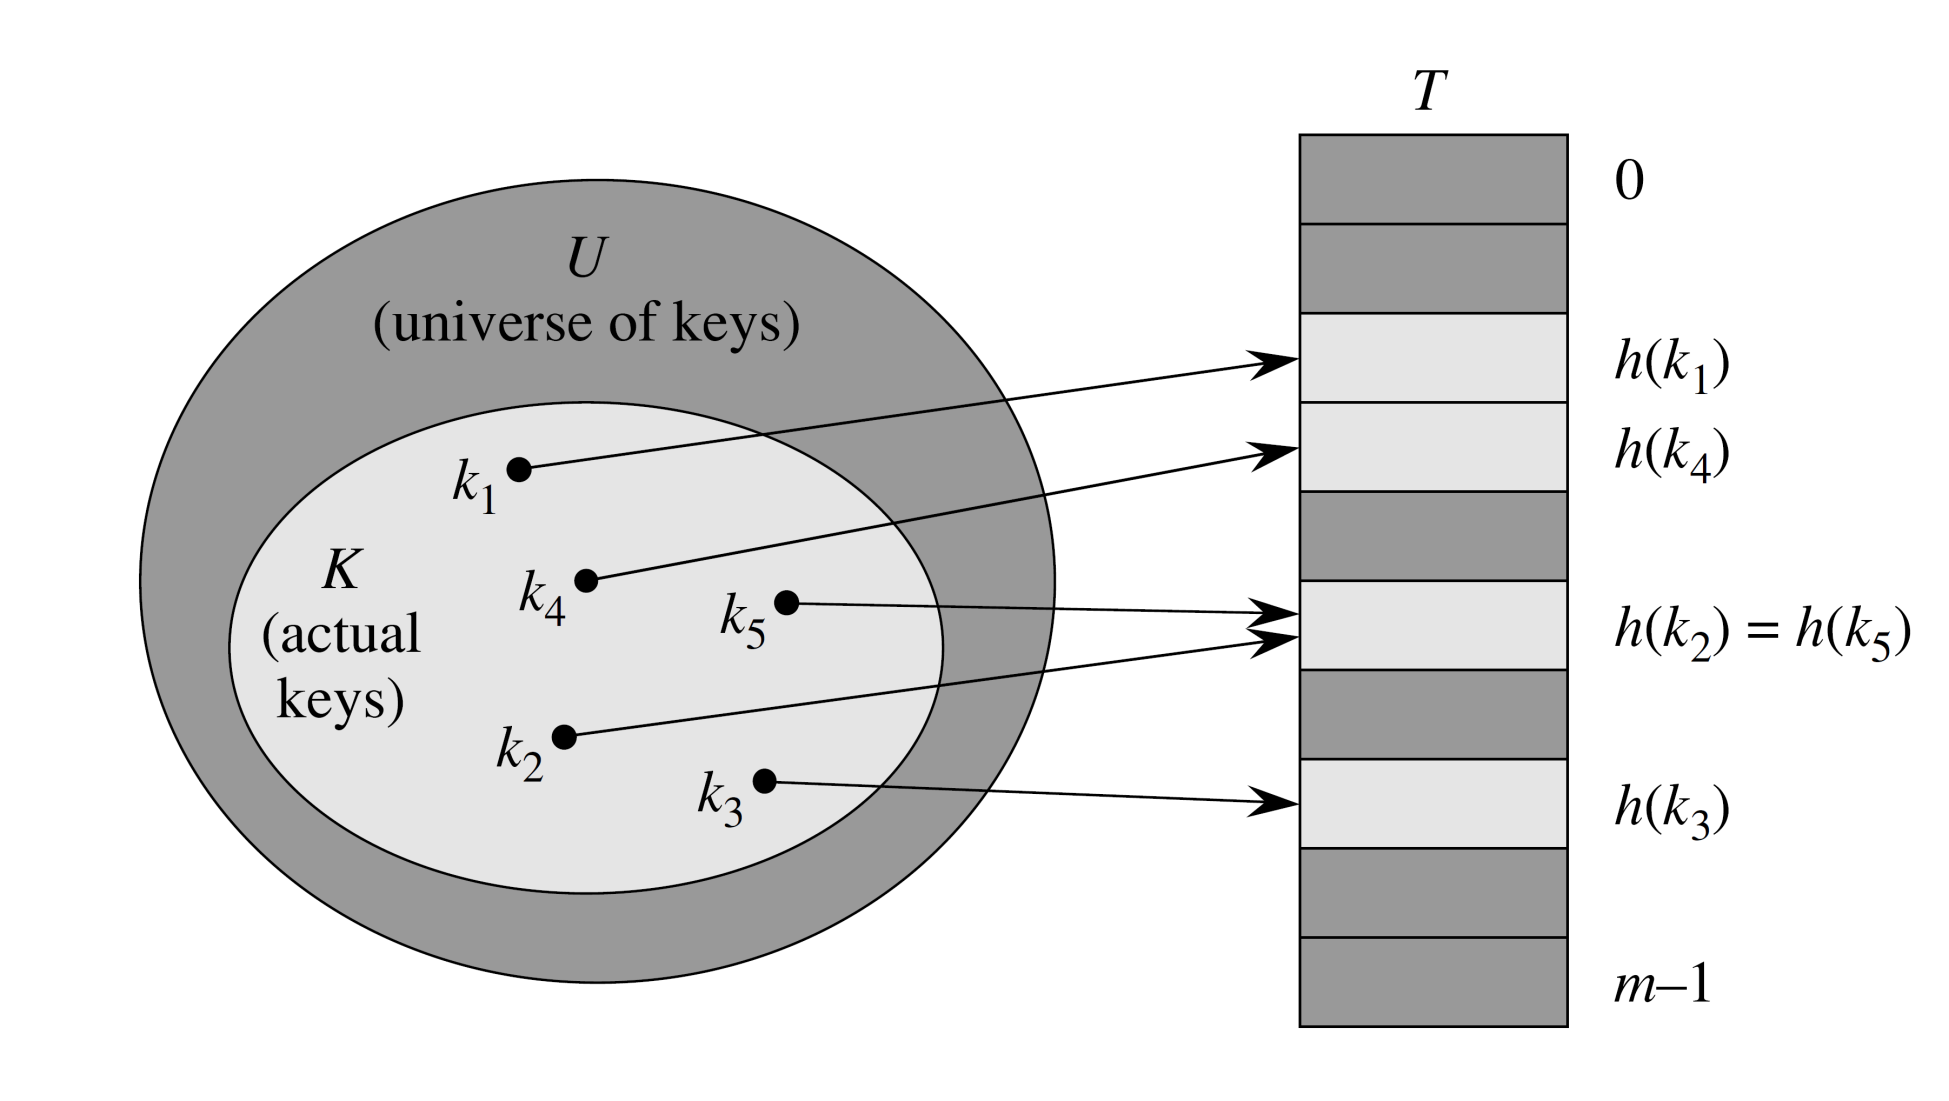 T
0
U
(universe of keys)
h(k₁)
h(k₄)
k₁
K
(actual
keys)
k₄
k₅
h(k₂) = h(k₅)
k₂
k₃
h(k₃)
m–1